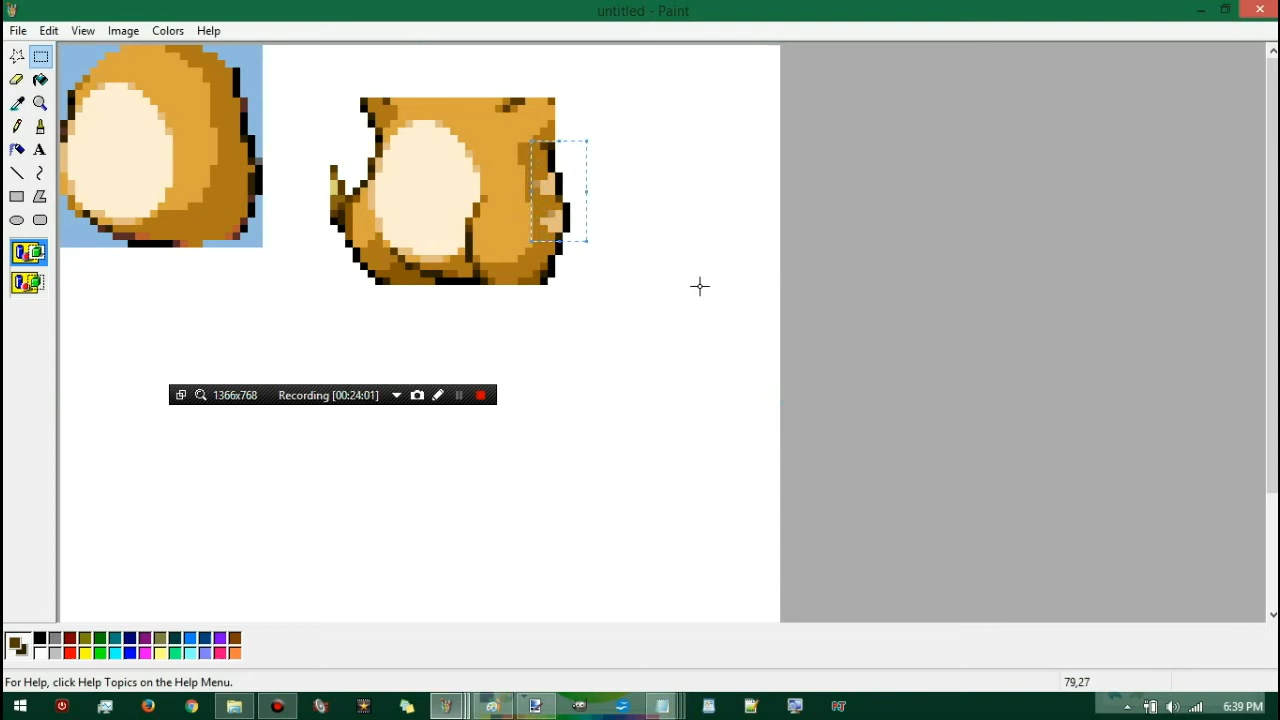 untitled - Paint
File Edit View Image Colors Help
1366x768 Recording [00:24:01]
For Help, click Help Topics on the Help Menu.
79,27
6:39 PM